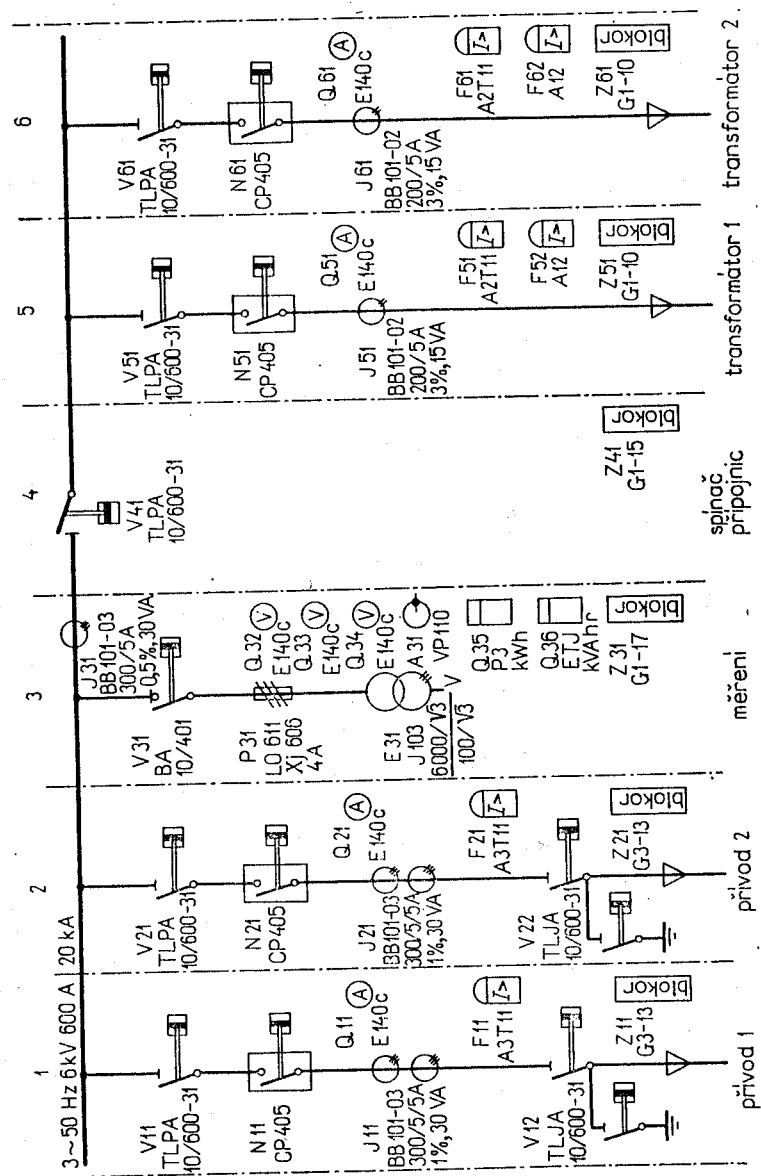 1
3~50 Hz 6kV 600 A | 20 kA
V11
TLPA
10/600-31
N11
CP405
Q11
A
E140c
J11
BB101-03
300/5/5A
1%,30 VA
F11
A3T11
I>
V12
TLJA
10/600-31
Z11
G3-13
blokor
přívod 1
2
V21
TLPA
10/600-31
N21
CP405
Q21
A
E140c
J21
BB101-03
300/5/5A
1%,30 VA
F21
A3T11
I>
V22
TLJA
10/600-31
Z21
G3-13
blokor
přívod 2
3
J31
BB101-03
300/5A
0,5%,30VA
V31
BA
10/401
P31
LO 611
Xj 606
4A
Q32
V
E140c
Q33
V
E140c
Q34
V
E140c
E31
J103
6000/√3
100/√3
V
A31
VP110
Q35
P3
kWh
Q36
ETJ
kVAhr
Z31
G1-17
blokor
měření
4
V41
TLPA
10/600-31
Z41
G1-15
blokor
spínač
přípojnic
5
V51
TLPA
10/600-31
N51
CP405
Q51
A
E140c
J51
BB101-02
200/5A
3%,15VA
F51
A2T11
I>
F52
A12
I>
Z51
G1-10
blokor
transformátor 1
6
V61
TLPA
10/600-31
N61
CP405
Q61
A
E140c
J61
BB101-02
200/5A
3%,15VA
F61
A2T11
I>
F62
A12
I>
Z61
G1-10
blokor
transformátor 2